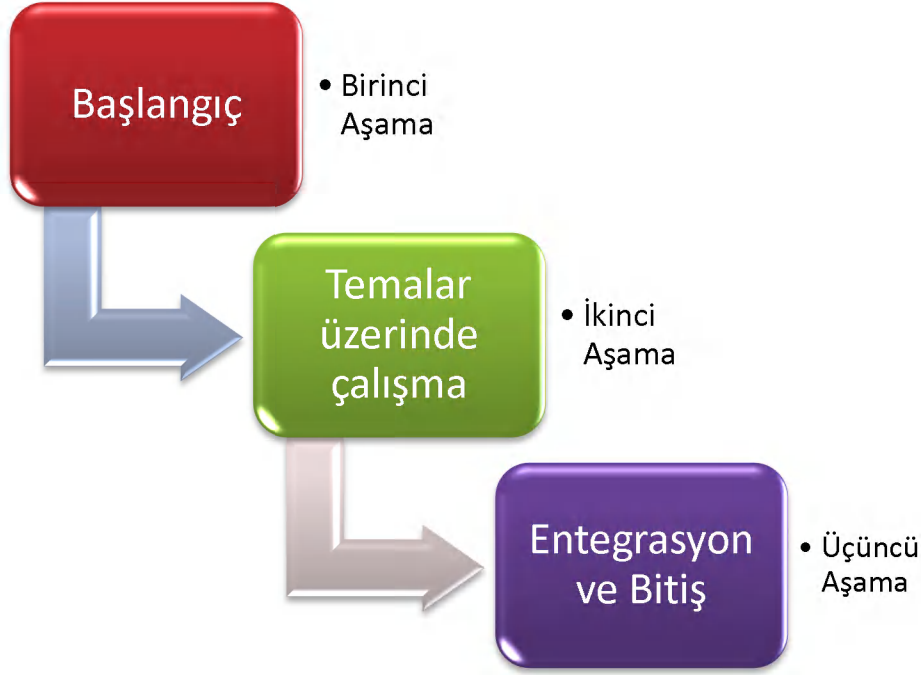 Başlangıç
• Birinci
Aşama
Temalar
üzerinde
çalışma
• İkinci
Aşama
Entegrasyon
ve Bitiş
• Üçüncü
Aşama